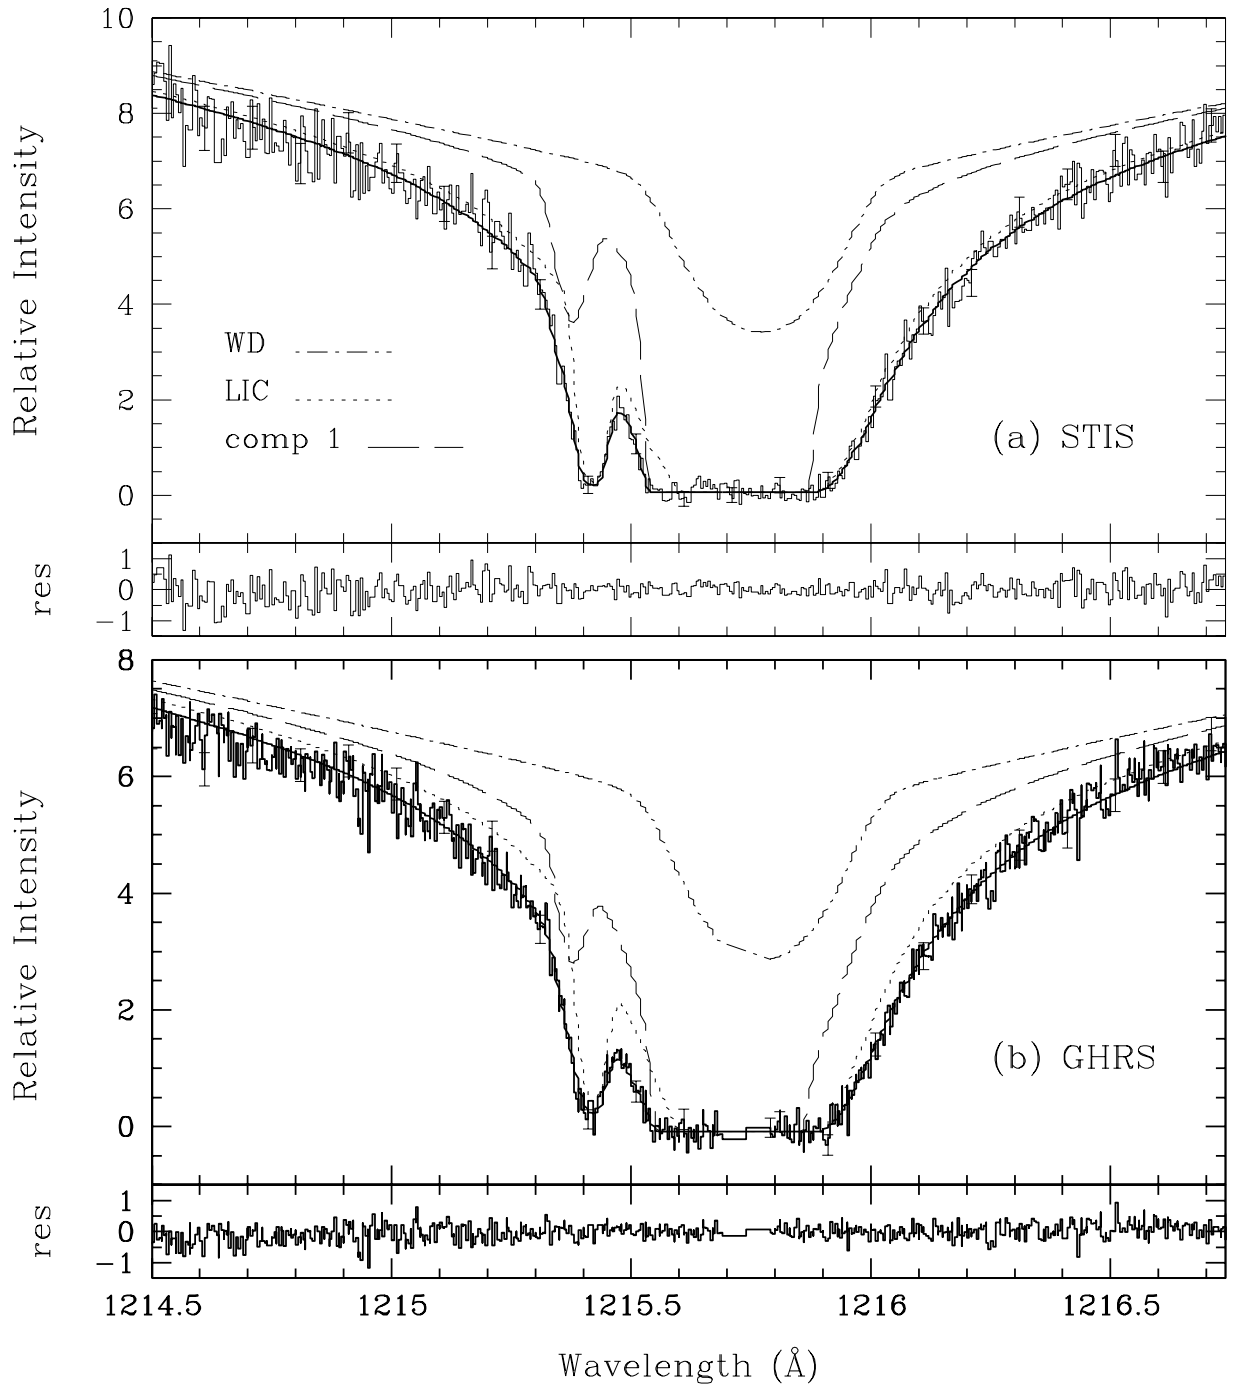 10
8
6
4
2
0
Relative Intensity
WD
LIC
comp 1
(a) STIS
1
0
−1
res
8
6
4
2
0
Relative Intensity
(b) GHRS
1
0
−1
res
1214.5 1215 1215.5 1216 1216.5
Wavelength (Å)